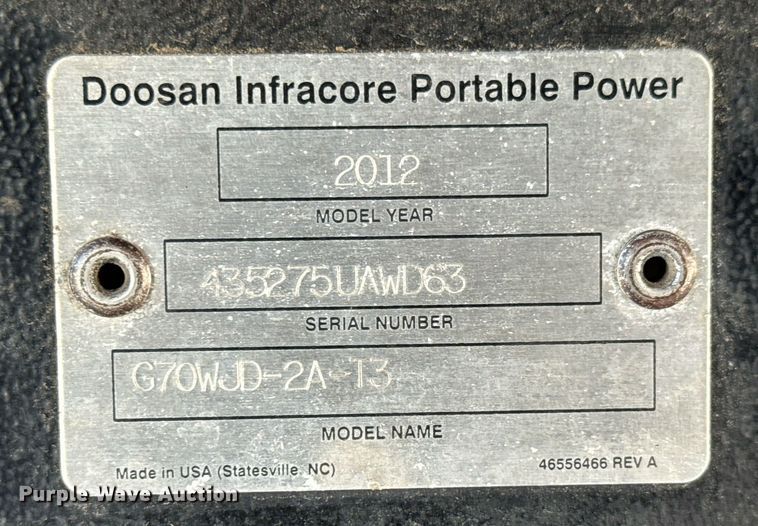 Doosan Infracore Portable Power
2012
MODEL YEAR
435275UAWD63
SERIAL NUMBER
G70WJD-2A-T3
MODEL NAME
Made in USA (Statesville, NC) 46556466 REV A
Purple Wave Auction